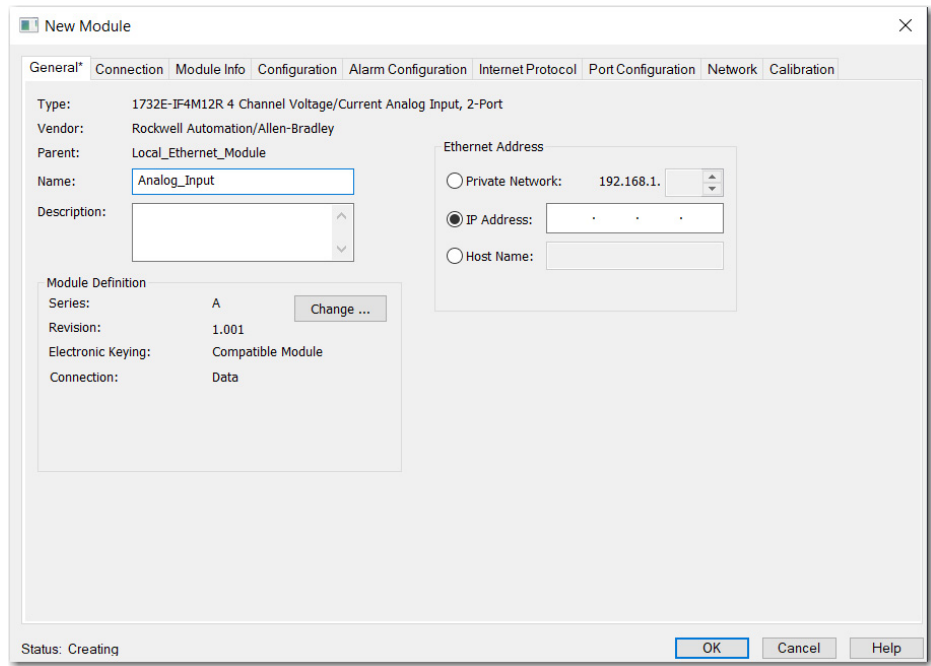 New Module
General* Connection Module Info Configuration Alarm Configuration Internet Protocol Port Configuration Network Calibration
Type: 1732E-IF4M12R 4 Channel Voltage/Current Analog Input, 2-Port
Vendor: Rockwell Automation/Allen-Bradley
Parent: Local_Ethernet_Module
Name: Analog_Input
Description:
Ethernet Address
Private Network: 192.168.1.
IP Address: . . .
Host Name:
Module Definition
Series: A
Change ...
Revision: 1.001
Electronic Keying: Compatible Module
Connection: Data
Status: Creating
OK Cancel Help